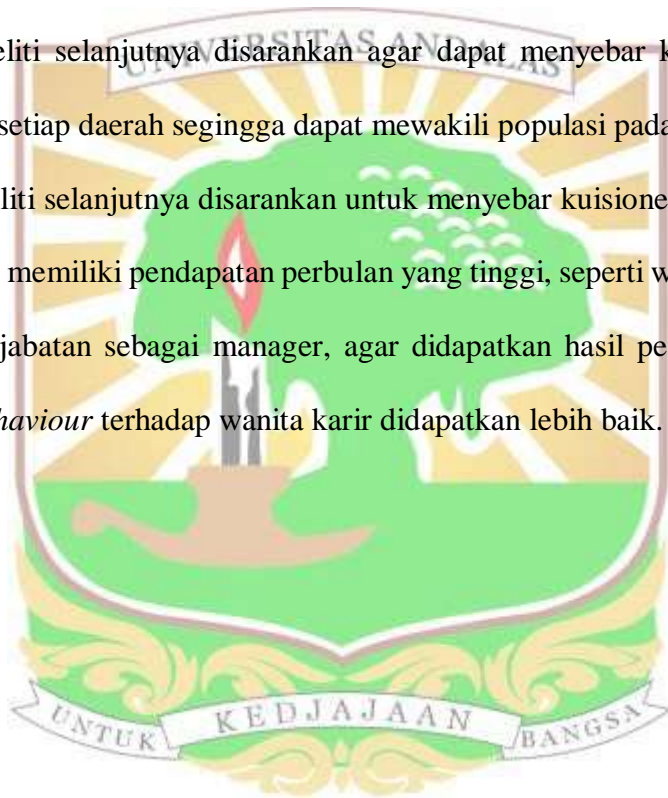 UNIVERSITAS ANDALAS
eliti selanjutnya disarankan agar dapat menyebar k
setiap daerah segingga dapat mewakili populasi pada
liti selanjutnya disarankan untuk menyebar kuisione
memiliki pendapatan perbulan yang tinggi, seperti w
jabatan sebagai manager, agar didapatkan hasil pe
haviour terhadap wanita karir didapatkan lebih baik.
UNTUK KEDJAJAAN BANGSA